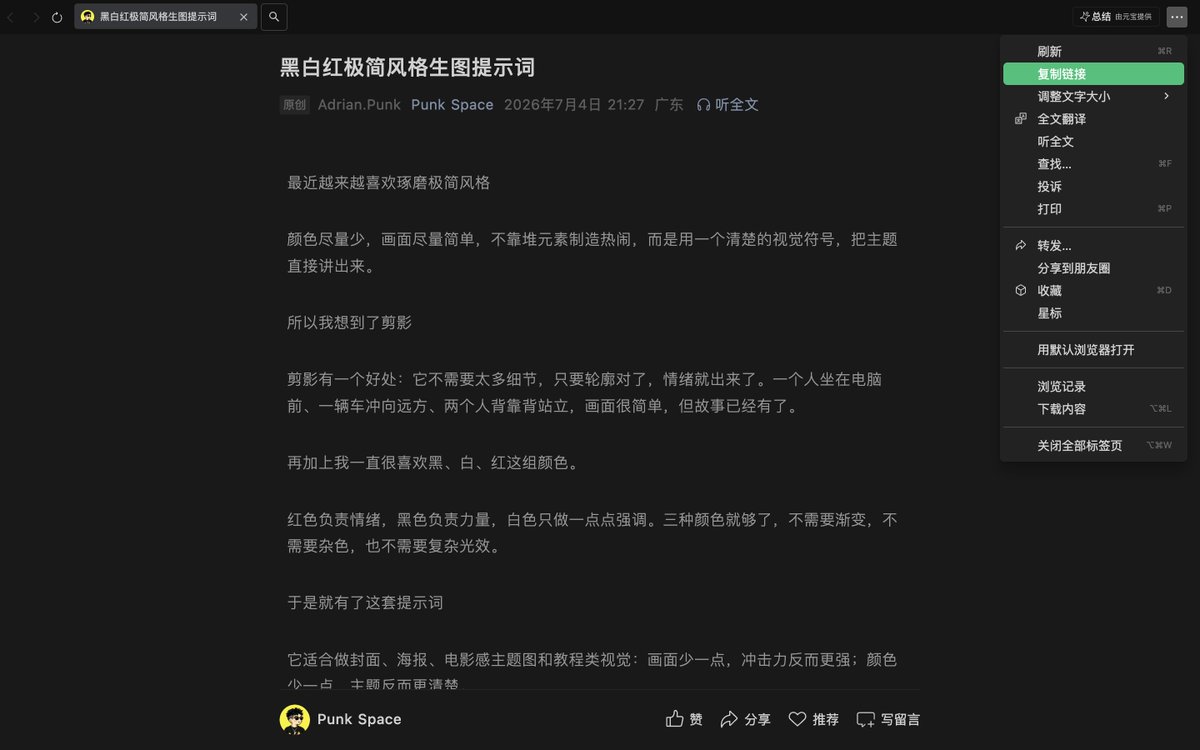 黑白红极简风格生图提示词
总结 由元宝提供
黑白红极简风格生图提示词
原创 Adrian.Punk Punk Space 2026年7月4日 21:27 广东 听全文
最近越来越喜欢琢磨极简风格
颜色尽量少，画面尽量简单，不靠堆元素制造热闹，而是用一个清楚的视觉符号，把主题
直接讲出来。
所以我想到了剪影
剪影有一个好处：它不需要太多细节，只要轮廓对了，情绪就出来了。一个人坐在电脑
前、一辆车冲向远方、两个人背靠背站立，画面很简单，但故事已经有了。
再加上我一直很喜欢黑、白、红这组颜色。
红色负责情绪，黑色负责力量，白色只做一点点强调。三种颜色就够了，不需要渐变，不
需要杂色，也不需要复杂光效。
于是就有了这套提示词
它适合做封面、海报、电影感主题图和教程类视觉：画面少一点，冲击力反而更强；颜色
少一点，主题反而更清楚。
Punk Space
赞 分享 推荐 写留言
刷新 ⌘R
复制链接
调整文字大小
全文翻译
听全文
查找... ⌘F
投诉
打印 ⌘P
转发...
分享到朋友圈
收藏 ⌘D
星标
用默认浏览器打开
浏览记录
下载内容 ⌥⌘L
关闭全部标签页 ⌥⌘W